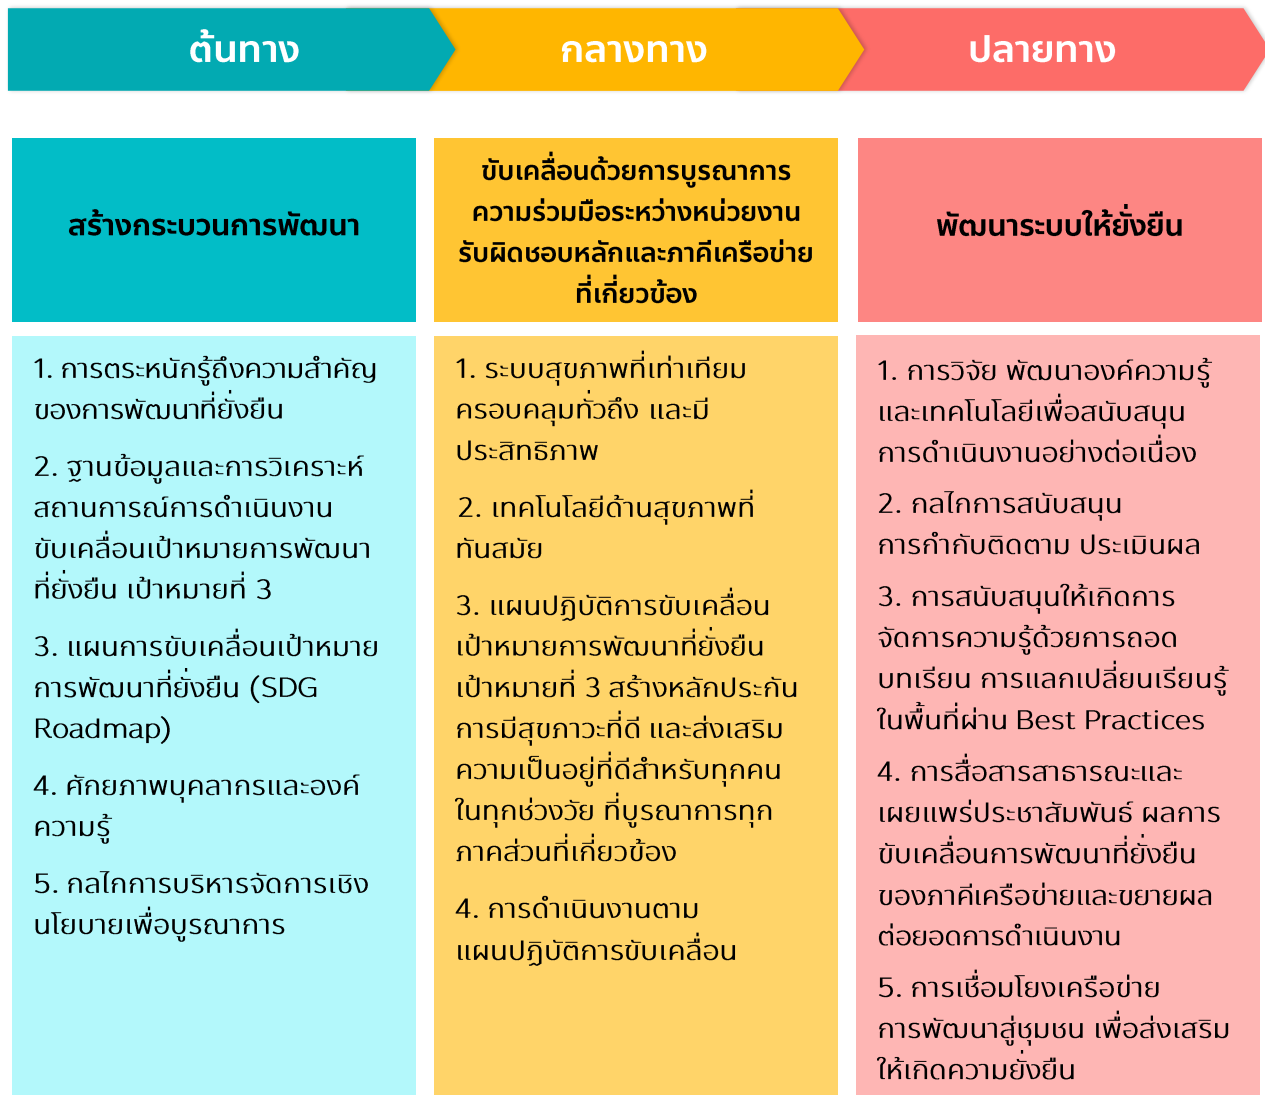 ต้นทาง
กลางทาง
ปลายทาง
สร้างกระบวนการพัฒนา
ขับเคลื่อนด้วยการบูรณาการ
ความร่วมมือระหว่างหน่วยงาน
รับผิดชอบหลักและภาคีเครือข่าย
ที่เกี่ยวข้อง
พัฒนาระบบให้ยั่งยืน
1. การตระหนักรู้ถึงความสำคัญ
ของการพัฒนาที่ยั่งยืน
2. ฐานข้อมูลและการวิเคราะห์
สถานการณ์การดำเนินงาน
ขับเคลื่อนเป้าหมายการพัฒนา
ที่ยั่งยืน เป้าหมายที่ 3
3. แผนการขับเคลื่อนเป้าหมาย
การพัฒนาที่ยั่งยืน (SDG
Roadmap)
4. ศักยภาพบุคลากรและองค์
ความรู้
5. กลไกการบริหารจัดการเชิง
นโยบายเพื่อบูรณาการ
1. ระบบสุขภาพที่เท่าเทียม
ครอบคลุมทั่วถึง และมี
ประสิทธิภาพ
2. เทคโนโลยีด้านสุขภาพที่
ทันสมัย
3. แผนปฏิบัติการขับเคลื่อน
เป้าหมายการพัฒนาที่ยั่งยืน
เป้าหมายที่ 3 สร้างหลักประกัน
การมีสุขภาวะที่ดี และส่งเสริม
ความเป็นอยู่ที่ดีสำหรับทุกคน
ในทุกช่วงวัย ที่บูรณาการทุก
ภาคส่วนที่เกี่ยวข้อง
4. การดำเนินงานตาม
แผนปฏิบัติการขับเคลื่อน
1. การวิจัย พัฒนาองค์ความรู้
และเทคโนโลยีเพื่อสนับสนุน
การดำเนินงานอย่างต่อเนื่อง
2. กลไกการสนับสนุน
การกำกับติดตาม ประเมินผล
3. การสนับสนุนให้เกิดการ
จัดการความรู้ด้วยการถอด
บทเรียน การแลกเปลี่ยนเรียนรู้
ในพื้นที่ผ่าน Best Practices
4. การสื่อสารสาธารณะและ
เผยแพร่ประชาสัมพันธ์ ผลการ
ขับเคลื่อนการพัฒนาที่ยั่งยืน
ของภาคีเครือข่ายและขยายผล
ต่อยอดการดำเนินงาน
5. การเชื่อมโยงเครือข่าย
การพัฒนาสู่ชุมชน เพื่อส่งเสริม
ให้เกิดความยั่งยืน